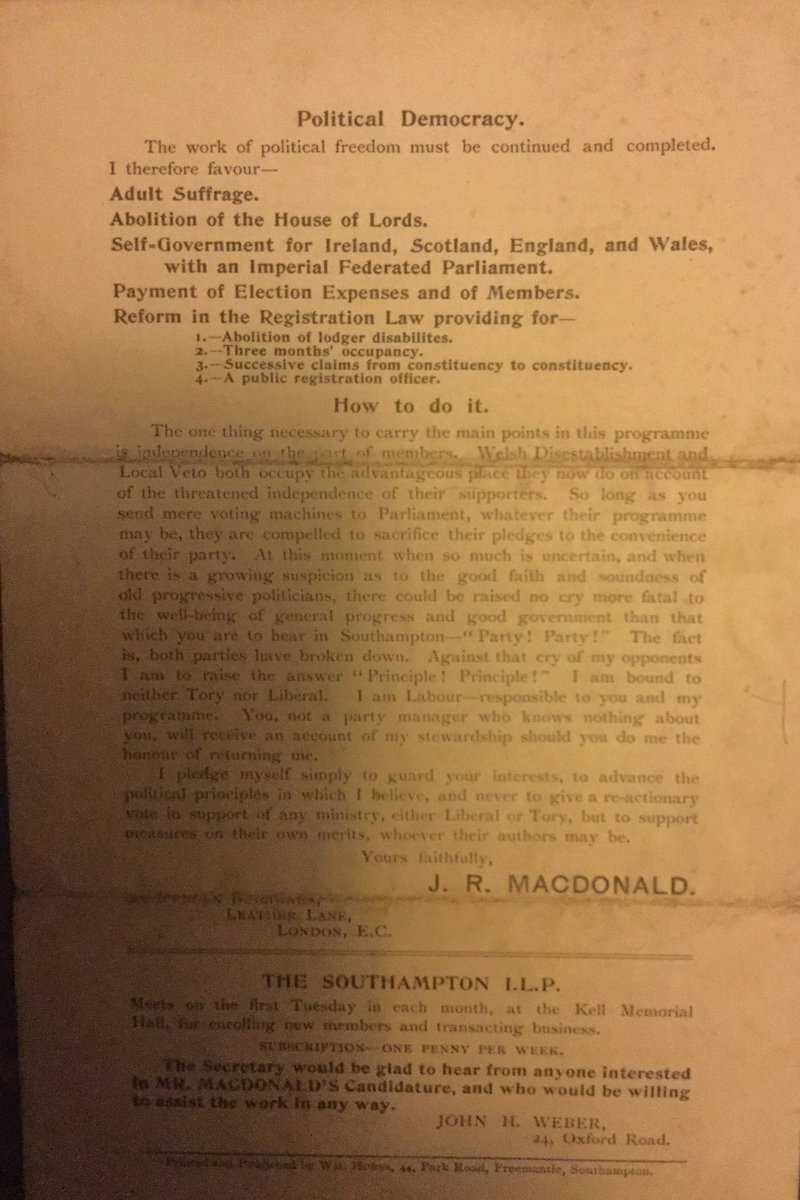 Political Democracy.
The work of political freedom must be continued and completed.
I therefore favour—
Adult Suffrage.
Abolition of the House of Lords.
Self-Government for Ireland, Scotland, England, and Wales,
with an Imperial Federated Parliament.
Payment of Election Expenses and of Members.
Reform in the Registration Law providing for—
1.—Abolition of lodger disabilites.
2.—Three months' occupancy.
3.—Successive claims from constituency to constituency.
4.—A public registration officer.
How to do it.
The one thing necessary to carry the main points in this programme
is independence on the part of members. Welsh Disestablishment and
Local Veto both occupy the advantageous place they now do on account
of the threatened independence of their supporters. So long as you
send mere voting machines to Parliament, whatever their programme
may be, they are compelled to sacrifice their pledges to the convenience
of their party. At this moment when so much is uncertain, and when
there is a growing suspicion as to the good faith and soundness of
old progressive politicians, there could be raised no cry more fatal to
the well-being of general progress and good government than that
which you are to hear in Southampton—"Party! Party!" The fact
is, both parties have broken down. Against that cry of my opponents
I am to raise the answer "Principle! Principle!" I am bound to
neither Tory nor Liberal. I am Labour—responsible to you and my
programme. You, not a party manager who knows nothing about
you, will receive an account of my stewardship should you do me the
honour of returning me.
I pledge myself simply to guard your interests, to advance the
political principles in which I believe, and never to give a re-actionary
vote in support of any ministry, either Liberal or Tory, but to support
measures on their own merits, whoever their authors may be.
Yours faithfully,
J. R. MACDONALD.
LEATHER LANE,
LONDON, E.C.
THE SOUTHAMPTON I.L.P.
Meets on the first Tuesday in each month, at the Kell Memorial
Hall, for enrolling new members and transacting business.
SUBSCRIPTION—ONE PENNY PER WEEK.
The Secretary would be glad to hear from anyone interested
in MR. MACDONALD'S Candidature, and who would be willing
to assist the work in any way.
JOHN H. WEBER,
24, Oxford Road.
Printed and Published by Wm. Hobbs, 44, Park Road, Freemantle, Southampton.